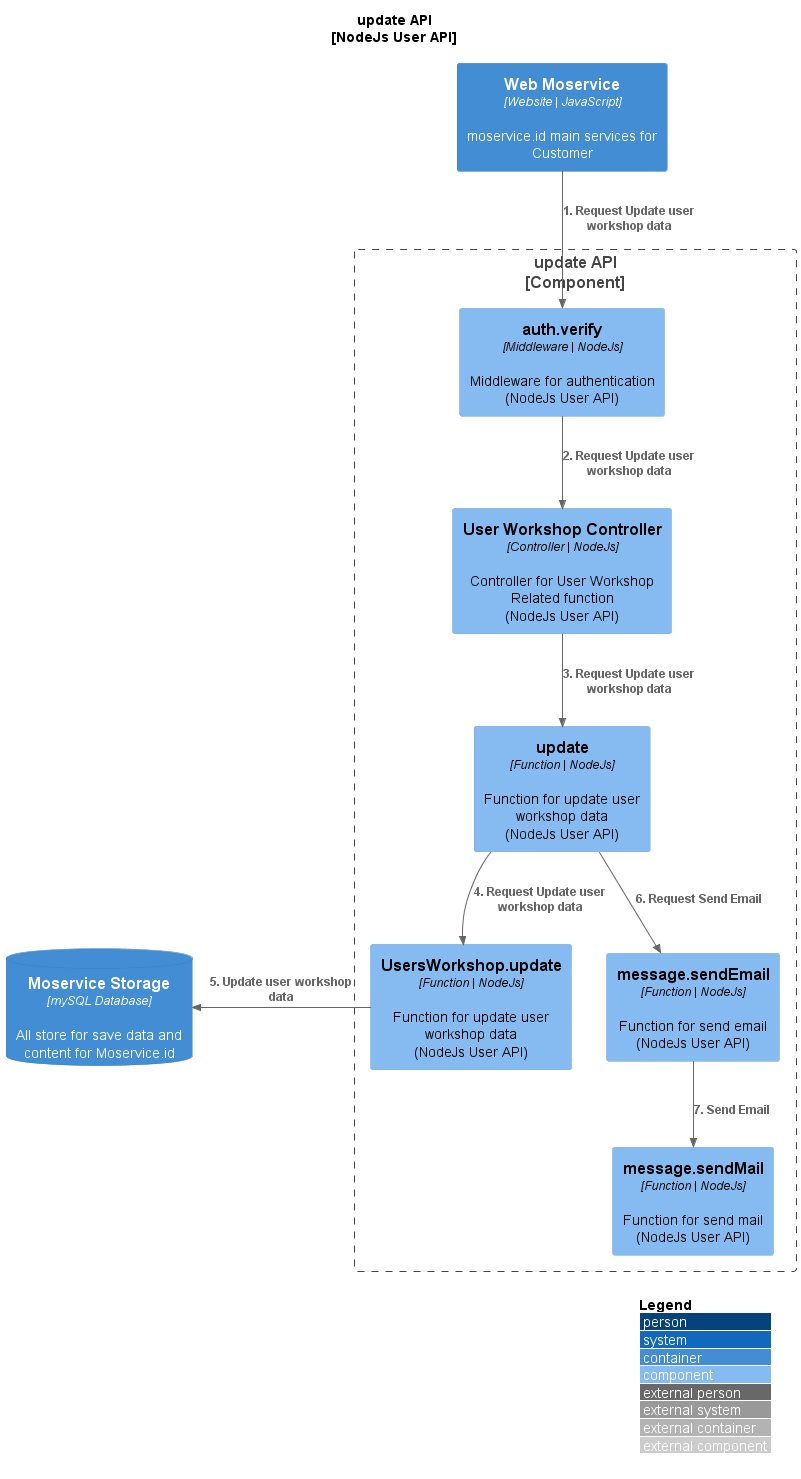 update API
[NodeJs User API]
Web Moservice
[Website | JavaScript]
moservice.id main services for
Customer
1. Request Update user
workshop data
update API
[Component]
auth.verify
[Middleware | NodeJs]
Middleware for authentication
(NodeJs User API)
2. Request Update user
workshop data
User Workshop Controller
[Controller | NodeJs]
Controller for User Workshop
Related function
(NodeJs User API)
3. Request Update user
workshop data
update
[Function | NodeJs]
Function for update user
workshop data
(NodeJs User API)
4. Request Update user
workshop data
6. Request Send Email
Moservice Storage
[mySQL Database]
All store for save data and
content for Moservice.id
5. Update user workshop
data
UsersWorkshop.update
[Function | NodeJs]
Function for update user
workshop data
(NodeJs User API)
message.sendEmail
[Function | NodeJs]
Function for send email
(NodeJs User API)
7. Send Email
message.sendMail
[Function | NodeJs]
Function for send mail
(NodeJs User API)
Legend
person
system
container
component
external person
external system
external container
external component